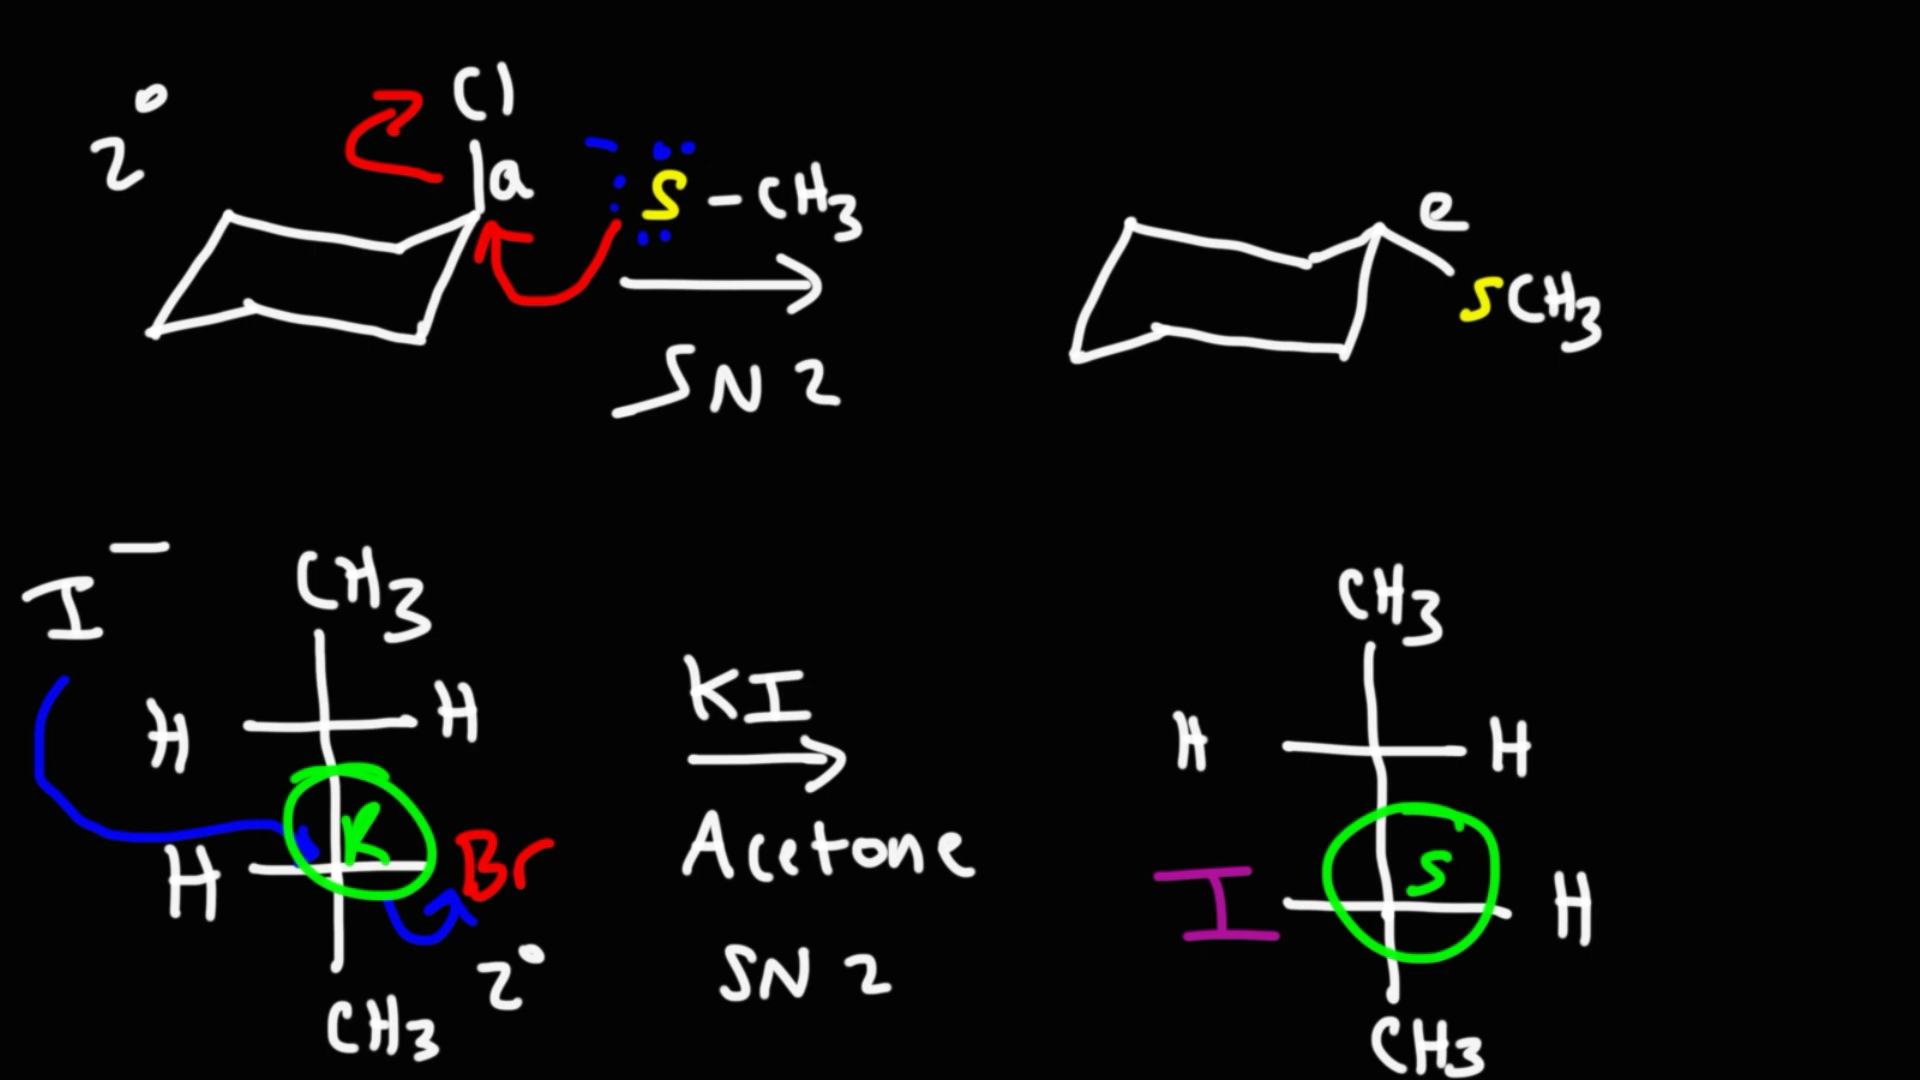 2°
Cl
a
S-CH3
SN2
e
SCH3
I⁻
CH3
H H
H Br
2°
CH3
KI
Acetone
SN2
CH3
H H
I S H
CH3